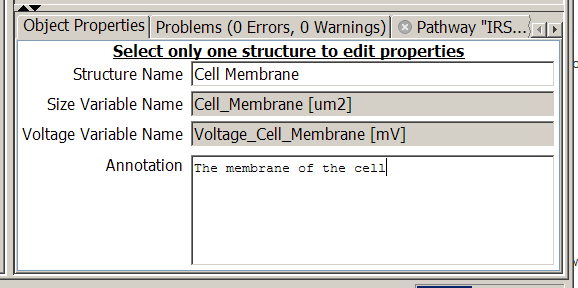 Object Properties Problems (0 Errors, 0 Warnings) Pathway "IRS...
Select only one structure to edit properties
Structure Name Cell Membrane
Size Variable Name Cell_Membrane [um2]
Voltage Variable Name Voltage_Cell_Membrane [mV]
Annotation The membrane of the cell